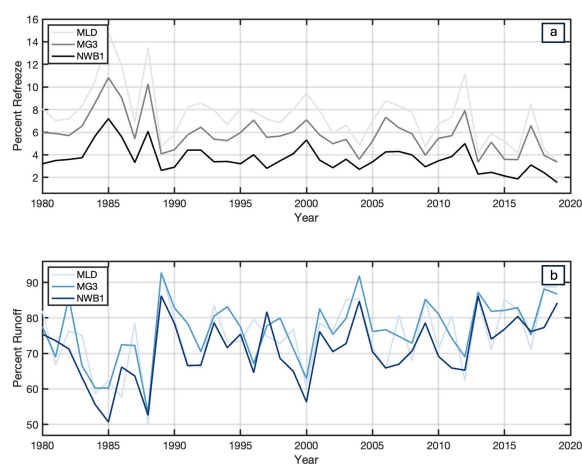 a
MLD
MG3
NWB1
Percent Refreeze
16
14
12
10
8
6
4
2
1980 1985 1990 1995 2000 2005 2010 2015 2020
Year
b
MLD
MG3
NWB1
Percent Runoff
90
80
70
60
50
1980 1985 1990 1995 2000 2005 2010 2015 2020
Year